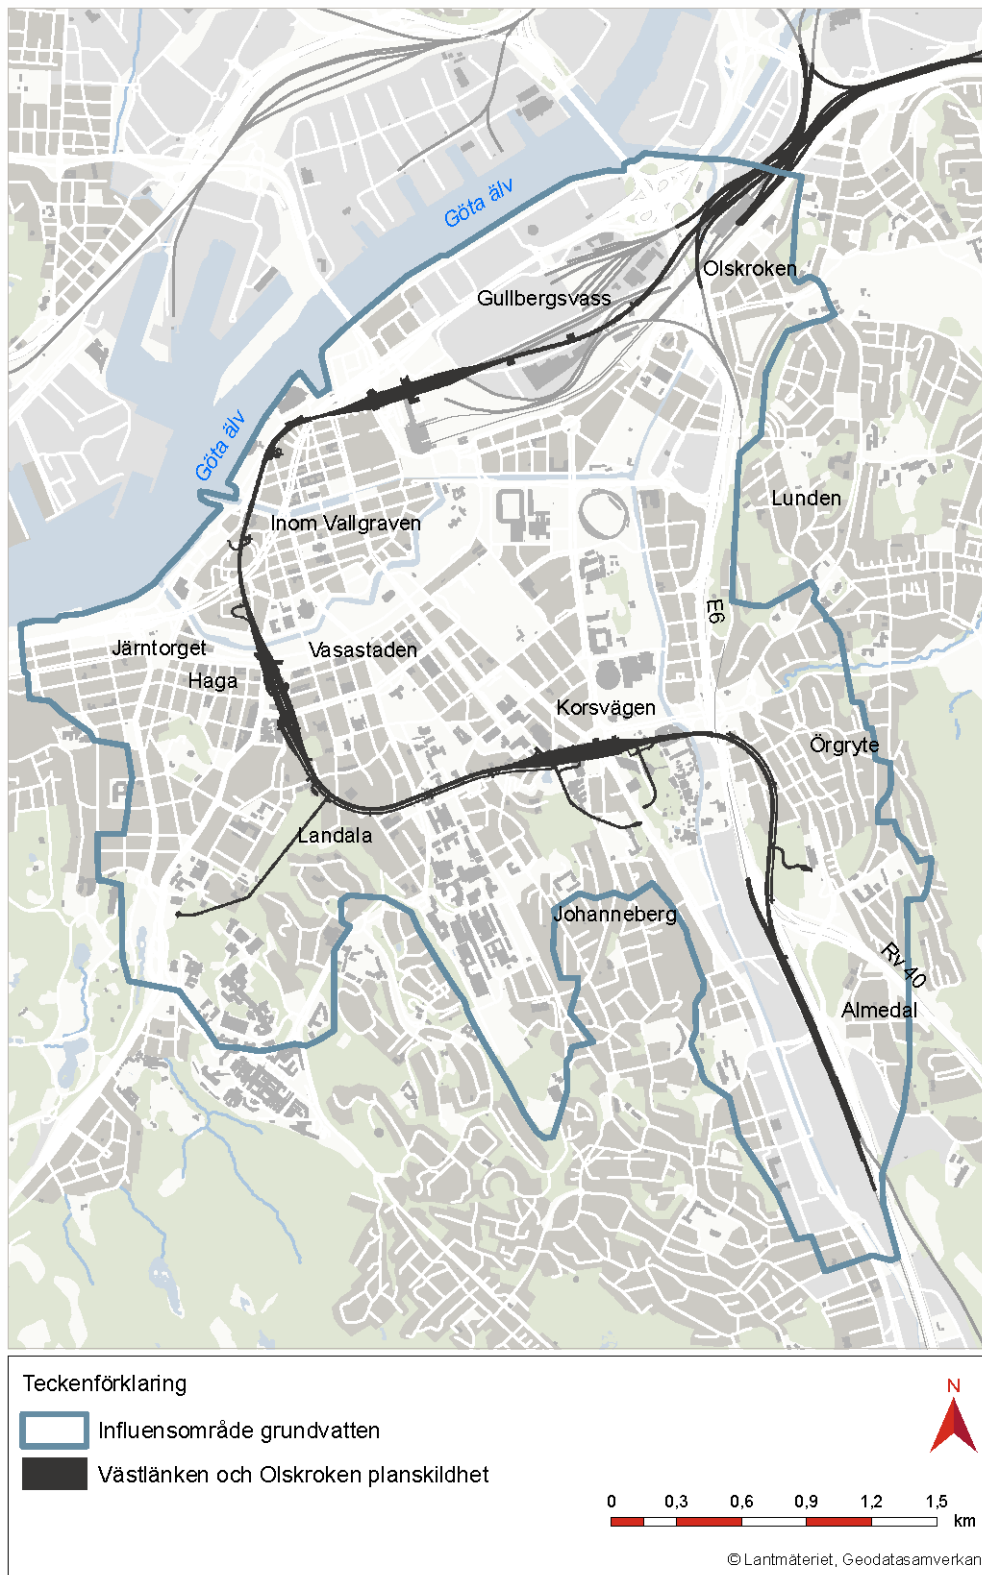 Göta älv
Olskroken
Gullbergsvass
Göta älv
Lunden
Inom Vallgraven
E6
Järntorget
Vasastaden
Haga
Korsvägen
Örgryte
Landala
Johanneberg
Rv 40
Almedal
Teckenförklaring
N
Influensområde grundvatten
Västlänken och Olskroken planskildhet
0 0,3 0,6 0,9 1,2 1,5
km
© Lantmäteriet, Geodatasamverkan